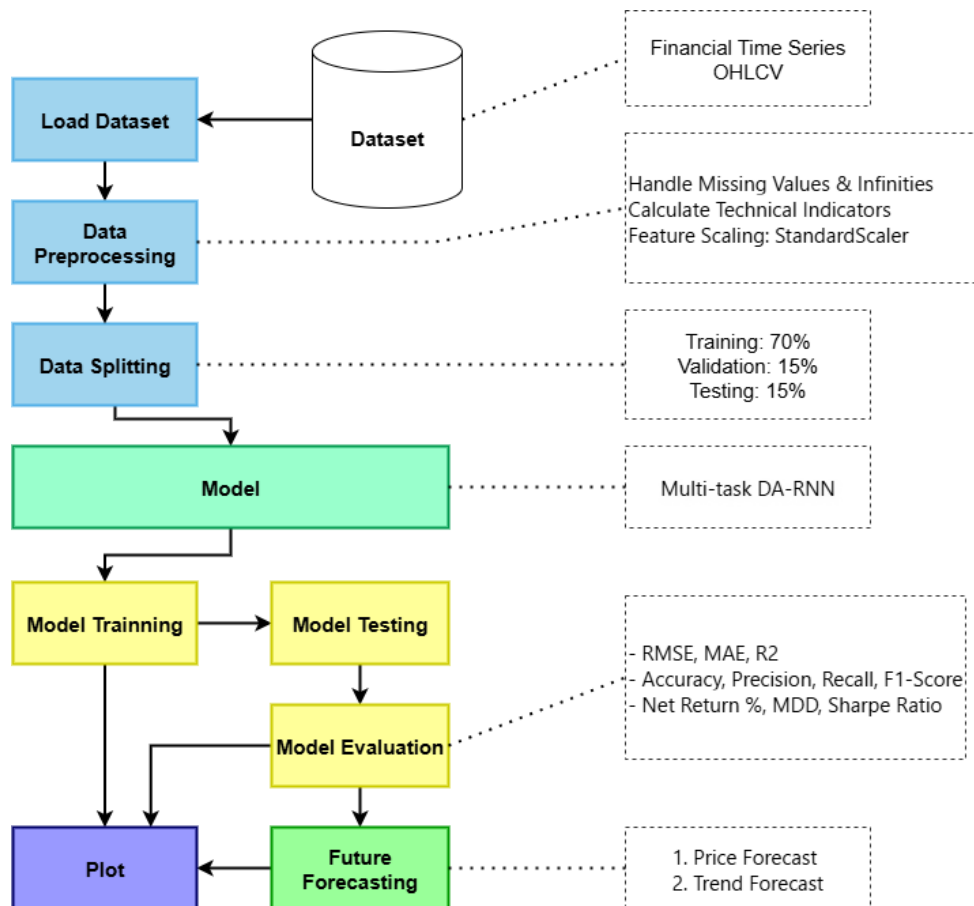 Financial Time Series
OHLCV
Load Dataset
Dataset
Handle Missing Values & Infinities
Calculate Technical Indicators
Feature Scaling: StandardScaler
Data
Preprocessing
Data Splitting
Training: 70%
Validation: 15%
Testing: 15%
Model
Multi-task DA-RNN
Model Trainning
Model Testing
- RMSE, MAE, R2
- Accuracy, Precision, Recall, F1-Score
- Net Return %, MDD, Sharpe Ratio
Model Evaluation
Plot
Future
Forecasting
1. Price Forecast
2. Trend Forecast